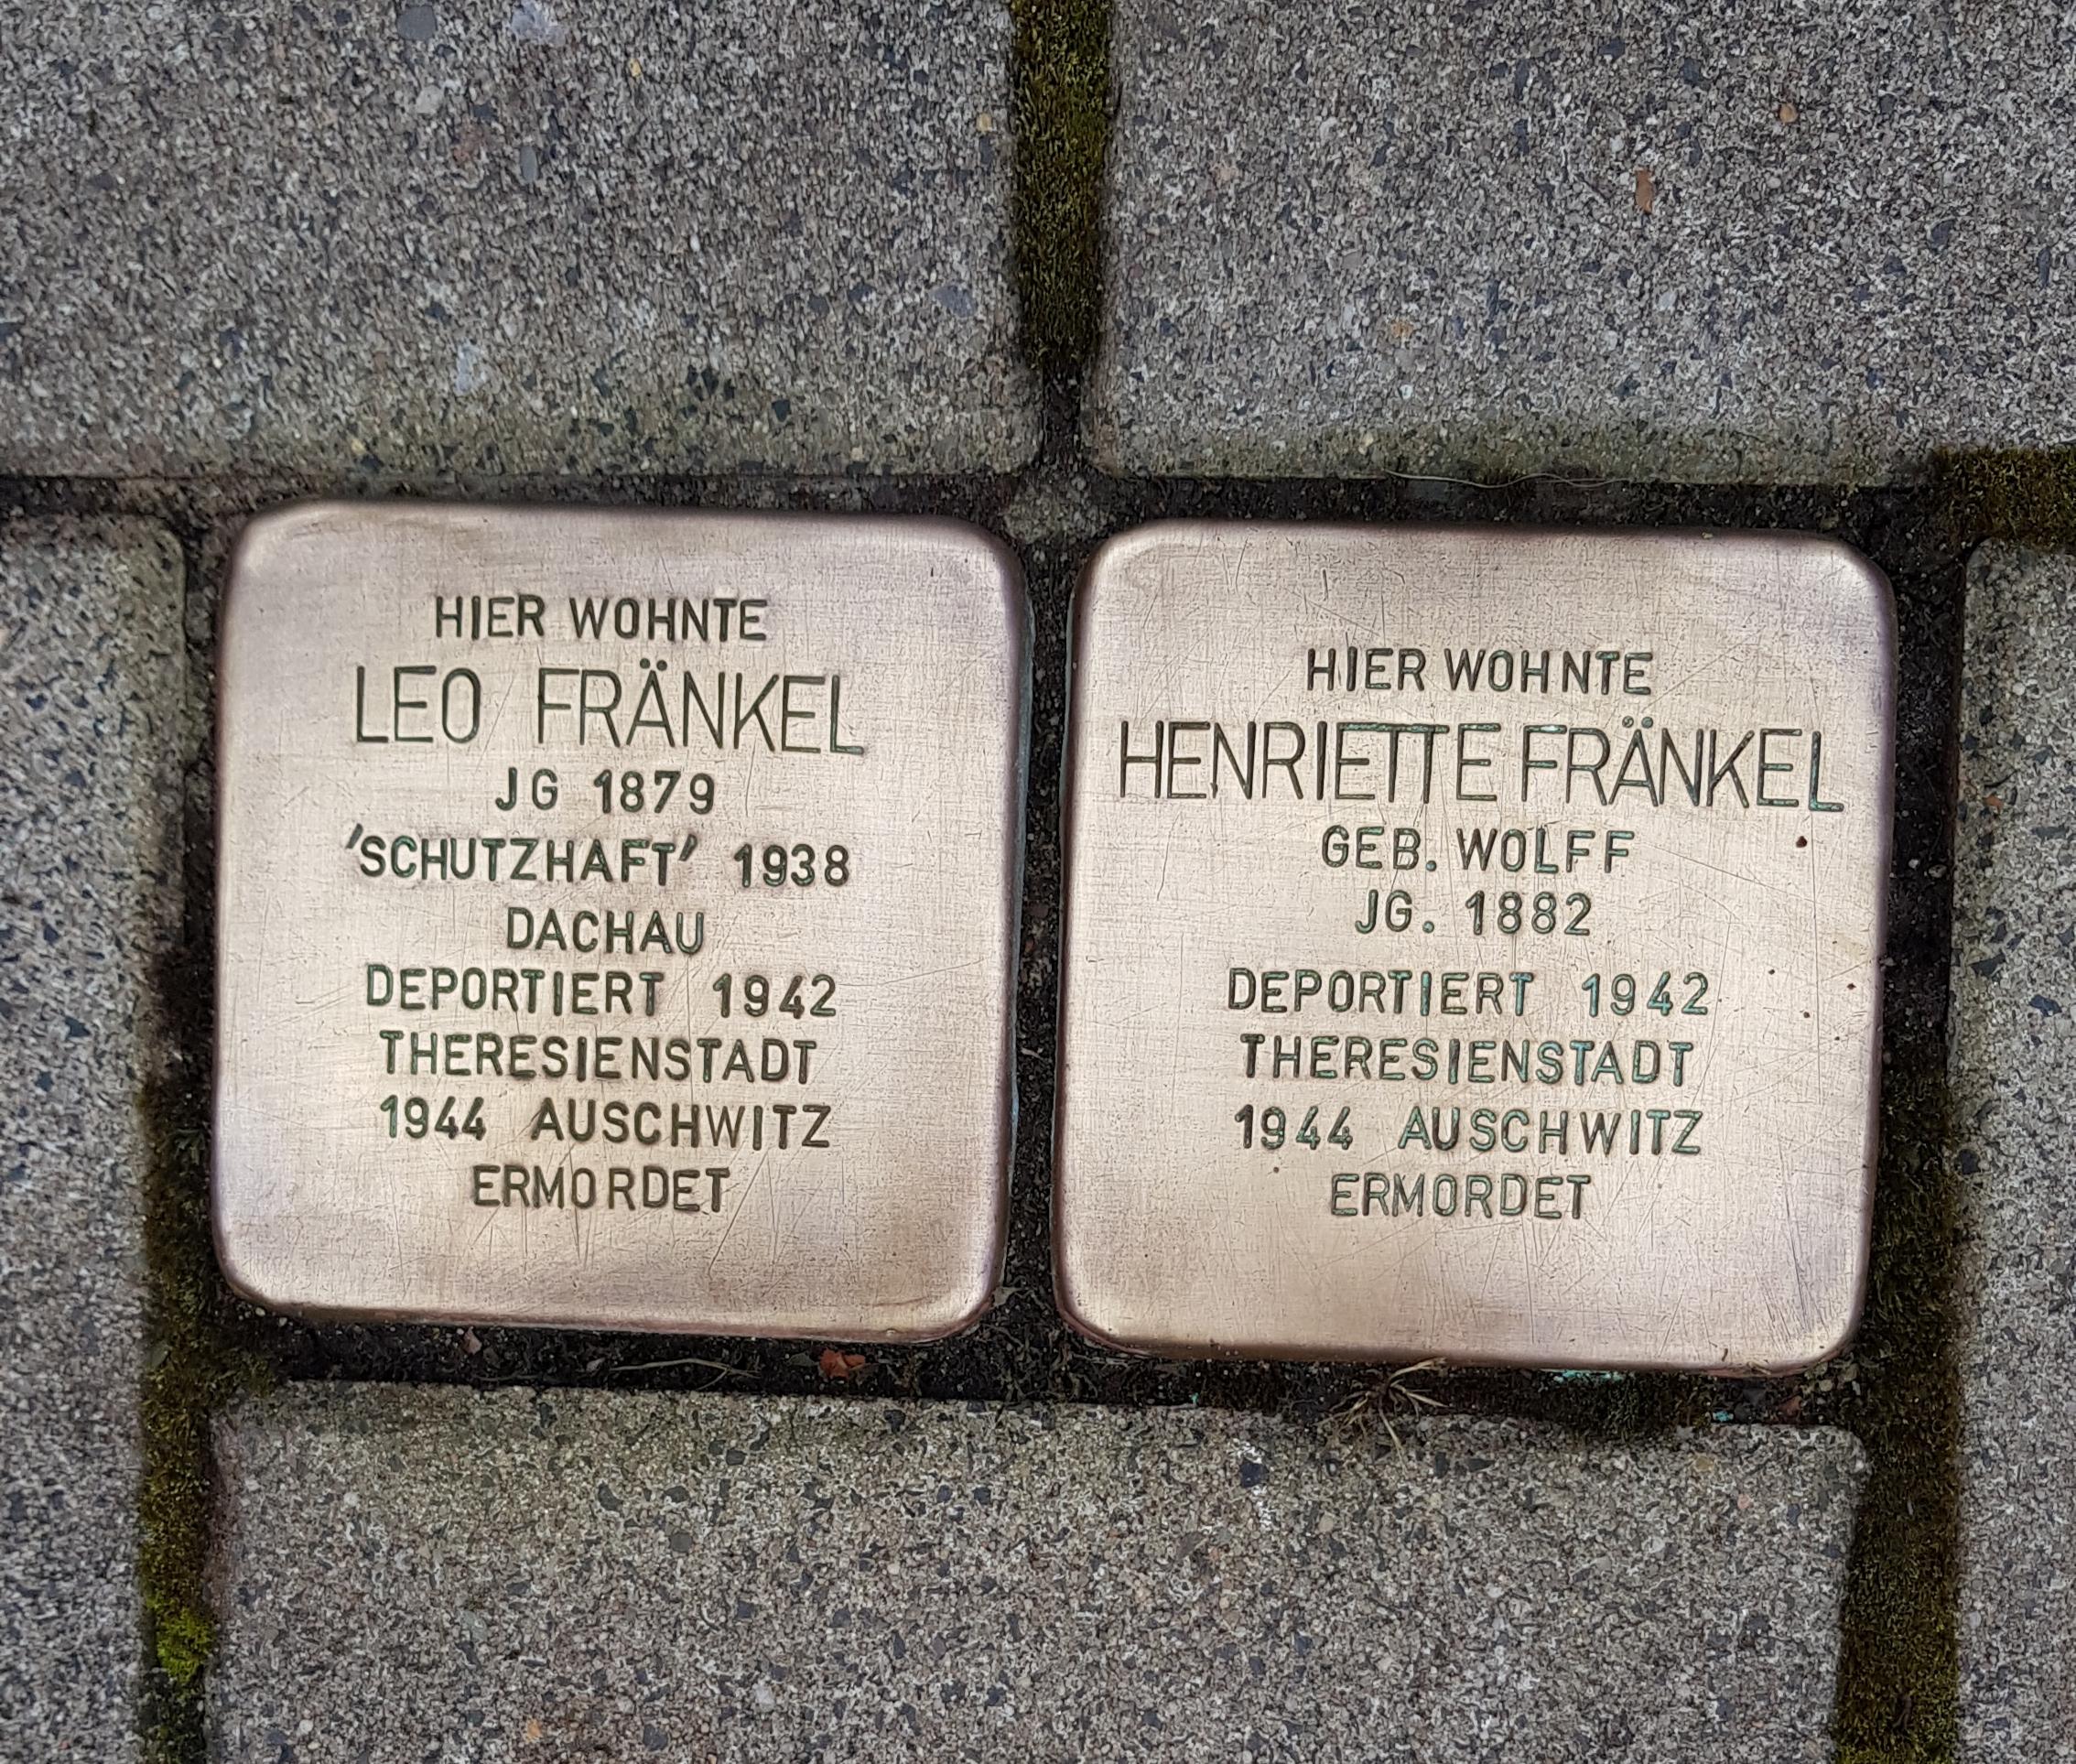 HIER WOHNTE
LEO FRÄNKEL
JG 1879
'SCHUTZHAFT' 1938
DACHAU
DEPORTIERT 1942
THERESIENSTADT
1944 AUSCHWITZ
ERMORDET
HIER WOHNTE
HENRIETTE FRÄNKEL
GEB. WOLFF
JG. 1882
DEPORTIERT 1942
THERESIENSTADT
1944 AUSCHWITZ
ERMORDET